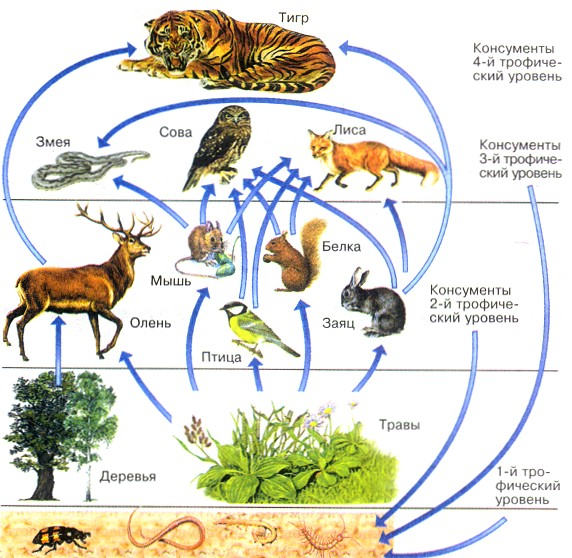 Тигр
Консументы
4-й трофиче-
ский уровень
Змея
Сова
Лиса
Консументы
3-й трофиче-
ский уровень
Мышь
Белка
Олень
Птица
Заяц
Консументы
2-й трофиче-
ский уровень
Деревья
Травы
1-й тро-
фический
уровень